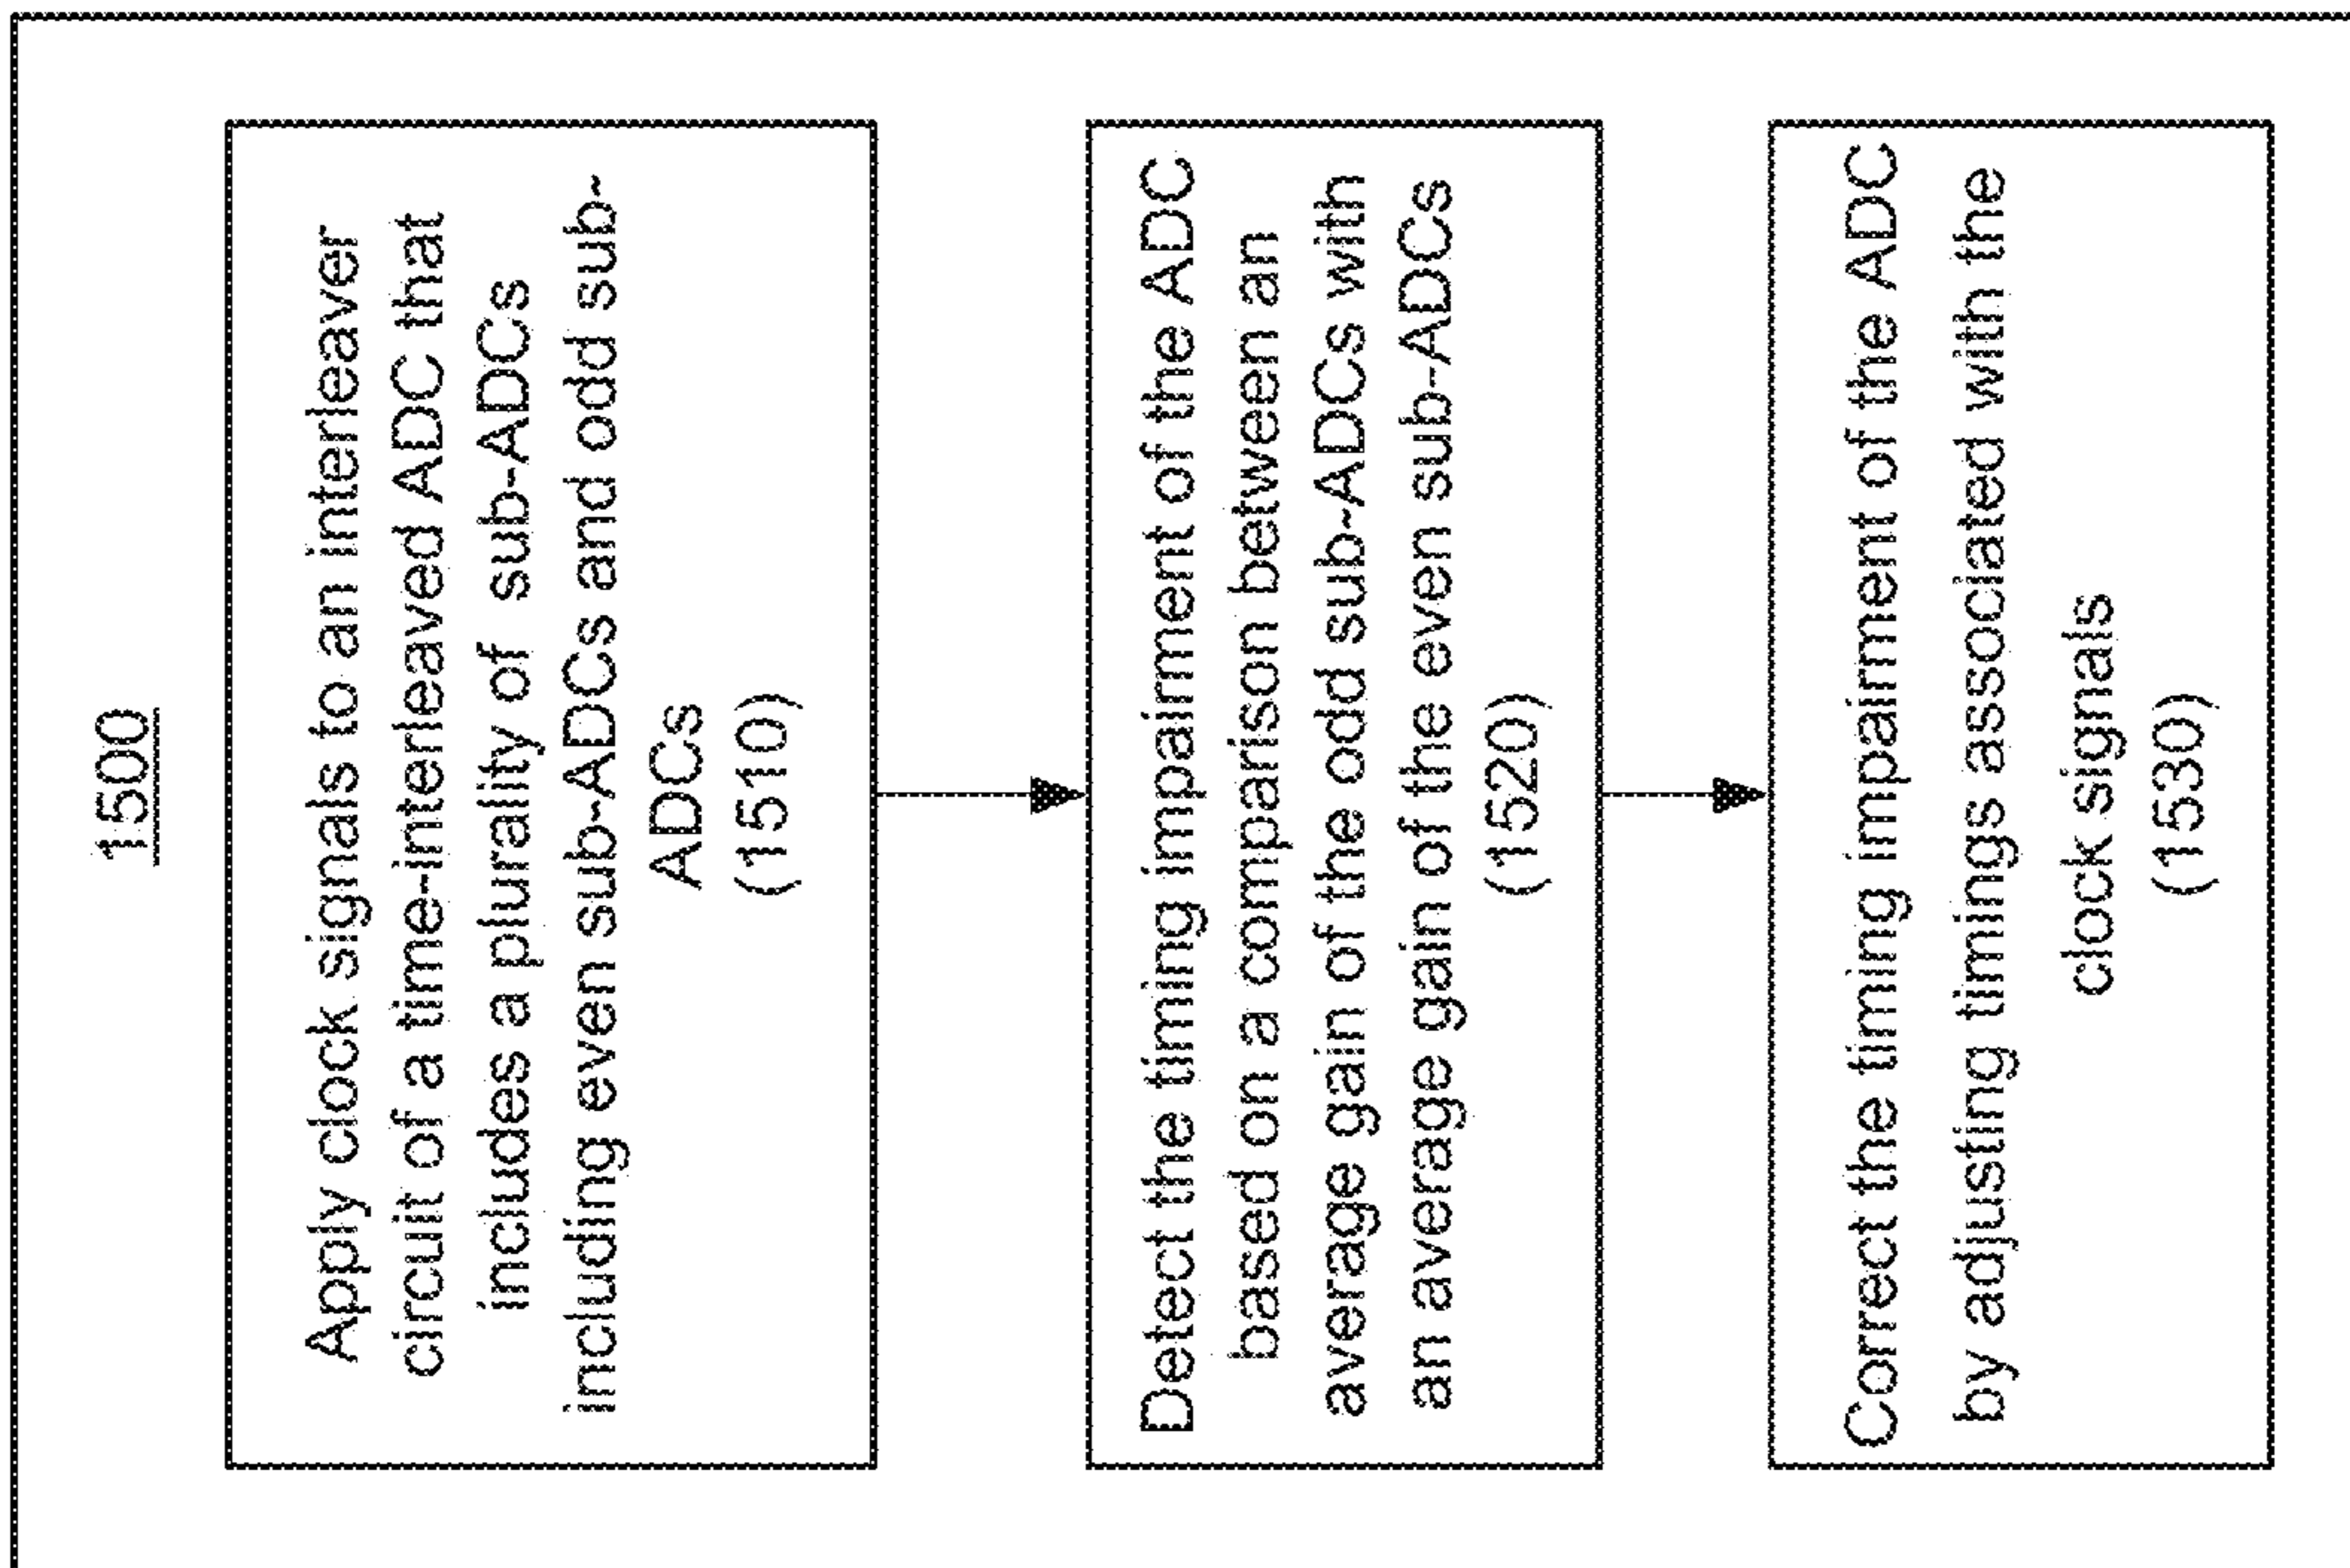 1500
Apply clock signals to an interleaver
circuit of a time-interleaved ADC that
includes a plurality of sub-ADCs
including even sub-ADCs and odd sub-
ADCs
(1510)
Detect the timing impairment of the ADC
based on a comparison between an
average gain of the odd sub-ADCs with
an average gain of the even sub-ADCs
(1520)
Correct the timing impairment of the ADC
by adjusting timings associated with the
clock signals
(1530)